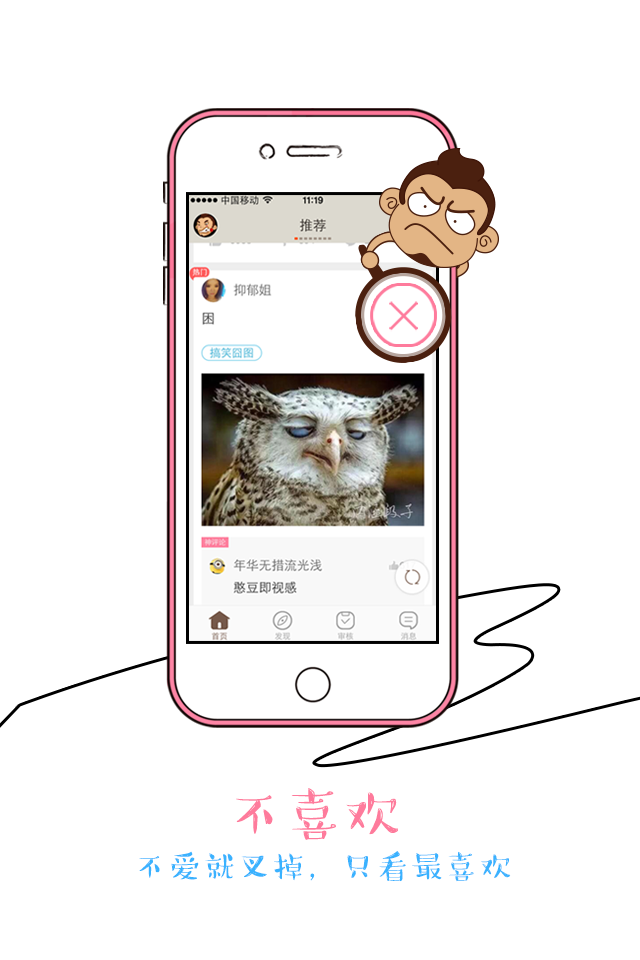 中国移动
11:19
推荐
热门
抑郁姐
困
搞笑囧图
神评论
年华无措流光浅
憨豆即视感
首页
发现
审核
消息
不喜欢
不爱就叉掉，只看最喜欢